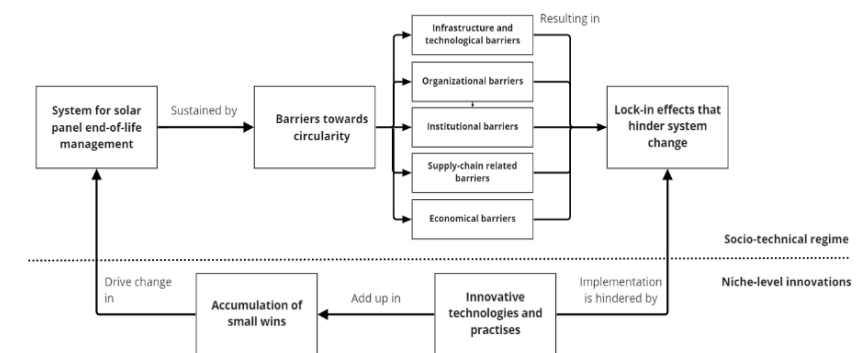 Infrastructure and
technological barriers
Resulting in
Organizational barriers
System for solar
panel end-of-life
management
Sustained by
Barriers towards
circularity
Institutional barriers
Lock-in effects that
hinder system
change
Supply-chain related
barriers
Economical barriers
Socio-technical regime
Niche-level innovations
Drive change
in
Accumulation of
small wins
Add up in
Innovative
technologies and
practises
Implementation
is hindered by